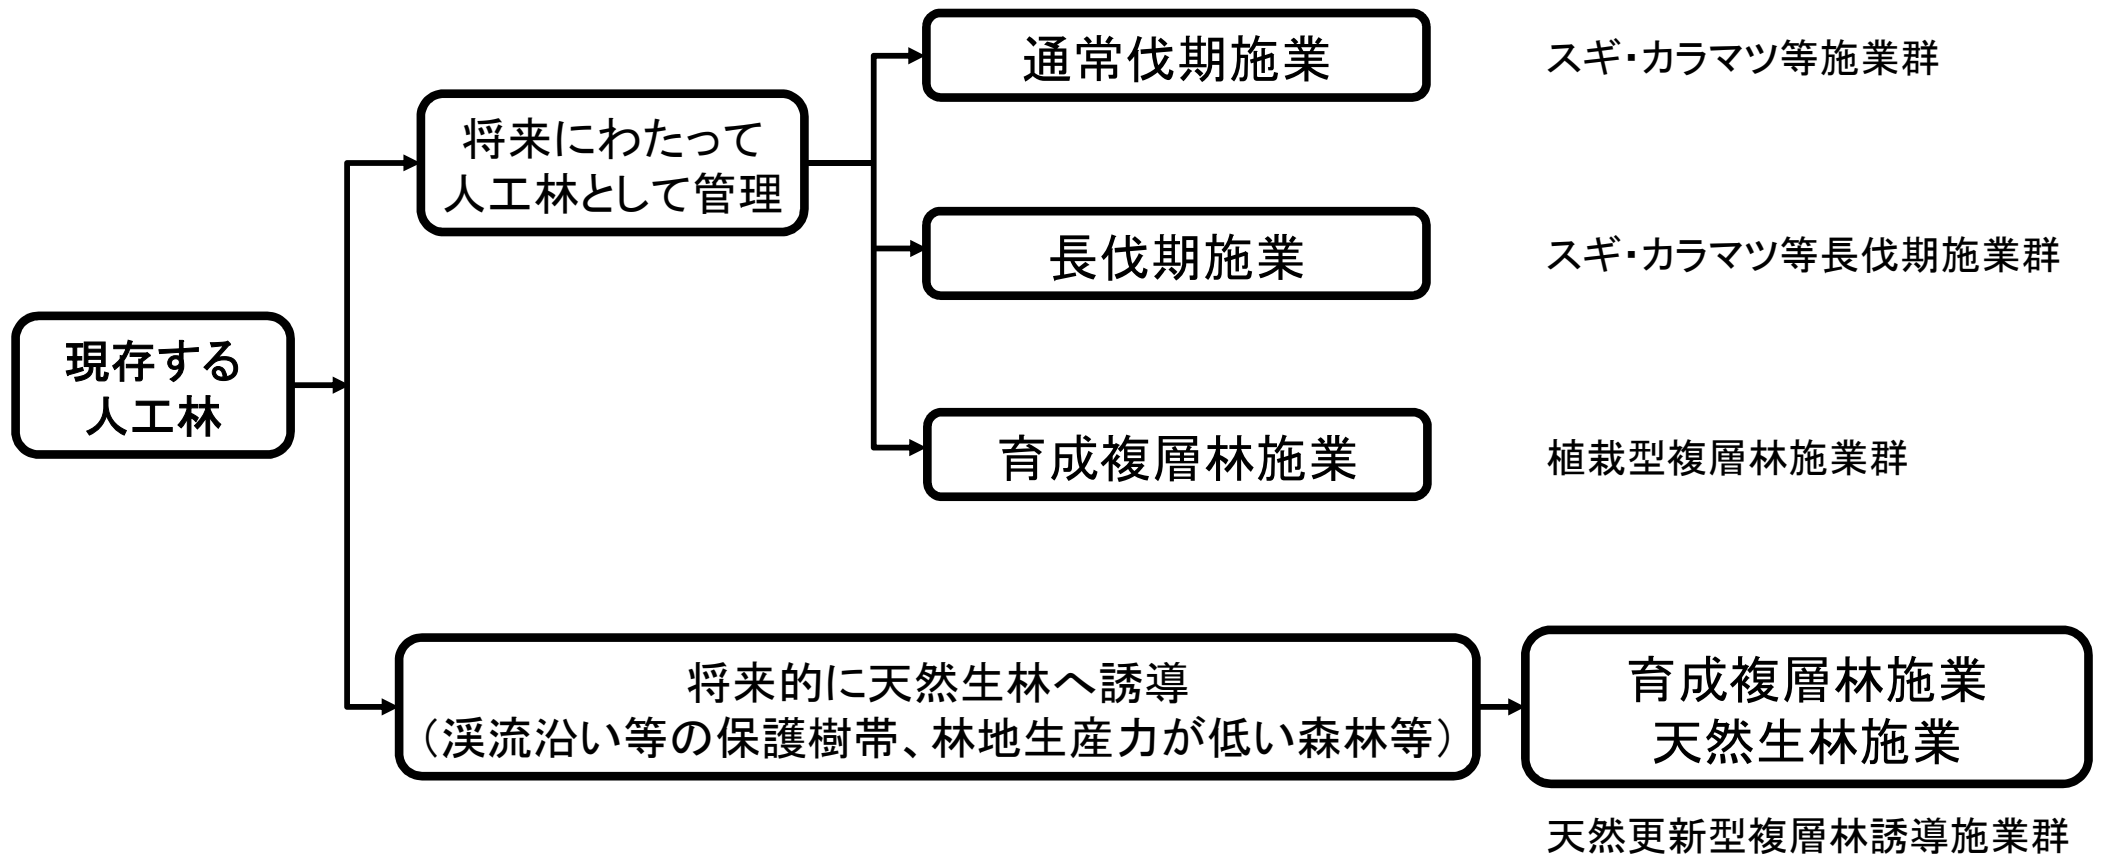 通常伐期施業
スギ・カラマツ等施業群
将来にわたって
人工林として管理
長伐期施業
スギ・カラマツ等長伐期施業群
現存する
人工林
育成複層林施業
植栽型複層林施業群
将来的に天然生林へ誘導
（渓流沿い等の保護樹帯、林地生産力が低い森林等）
育成複層林施業
天然生林施業
天然更新型複層林誘導施業群